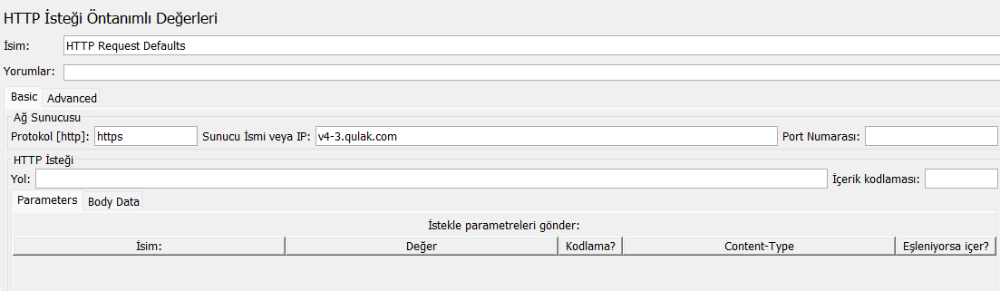 HTTP İsteği Öntanımlı Değerleri
İsim: HTTP Request Defaults
Yorumlar:
Basic Advanced
Ağ Sunucusu
Protokol [http]: https Sunucu İsmi veya IP: v4-3.qulak.com Port Numarası:
HTTP İsteği
Yol: İçerik kodlaması:
Parameters Body Data
İstekle parametreleri gönder:
İsim: Değer Kodlama? Content-Type Eşleniyorsa içer?